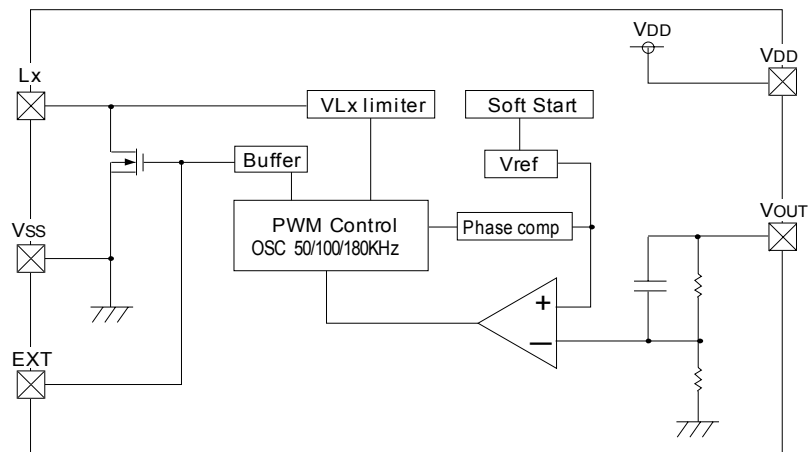 VDD
VDD
Lx
VLx limiter
Soft Start
Buffer
Vref
VSS
PWM Control
OSC 50/100/180KHz
Phase comp
VOUT
+
−
EXT